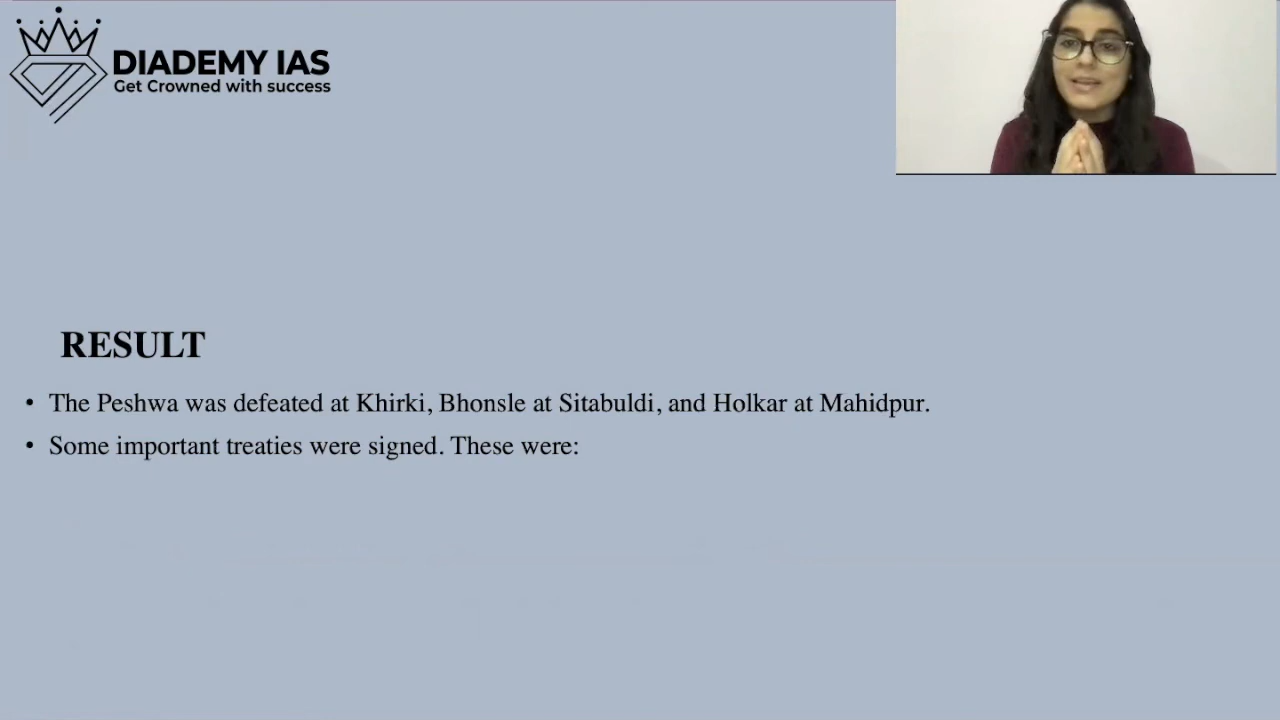 DIADEMY IAS
Get Crowned with success
RESULT
• The Peshwa was defeated at Khirki, Bhonsle at Sitabuldi, and Holkar at Mahidpur.
• Some important treaties were signed. These were: